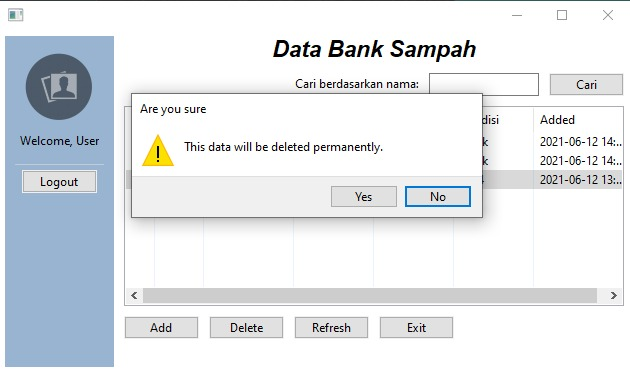 Data Bank Sampah
Cari berdasarkan nama:
Cari
Welcome, User
Logout
Are you sure
This data will be deleted permanently.
Yes
No
disi
Added
k
2021-06-12 14:..
k
2021-06-12 14:..
2021-06-12 13:..
Add
Delete
Refresh
Exit